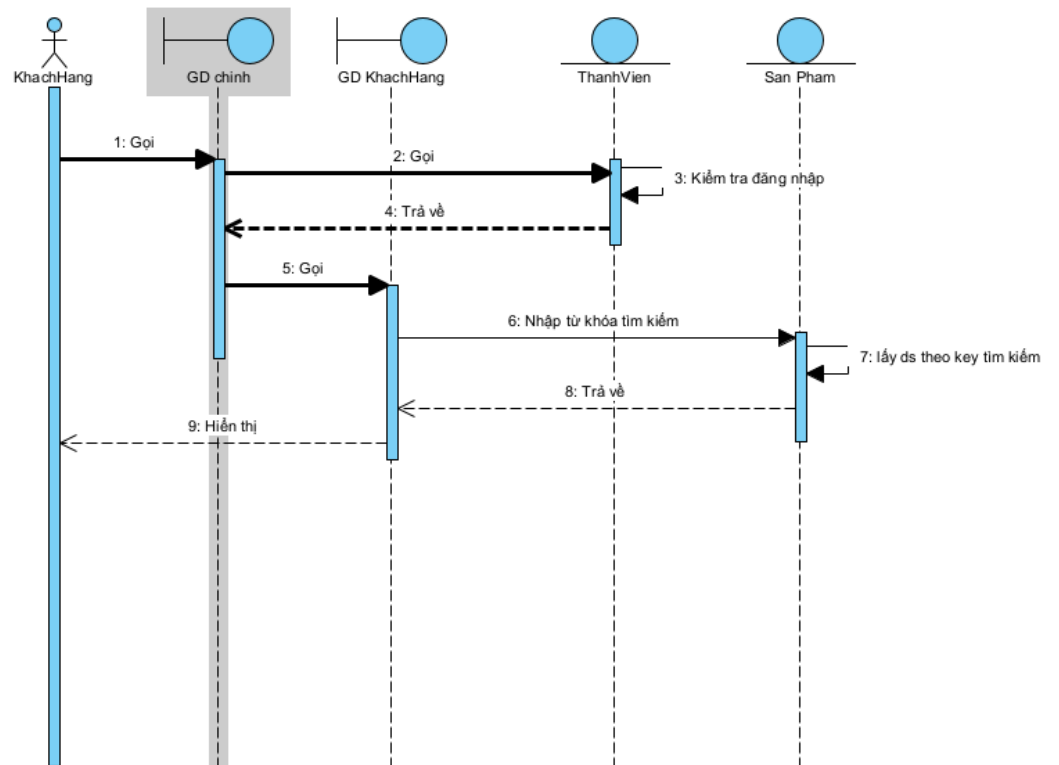 KhachHang
GD chinh
GD KhachHang
ThanhVien
San Pham
1: Gọi
2: Gọi
3: Kiểm tra đăng nhập
4: Trả về
5: Gọi
6: Nhập từ khóa tìm kiếm
7: lấy ds theo key tìm kiếm
8: Trả về
9: Hiển thị